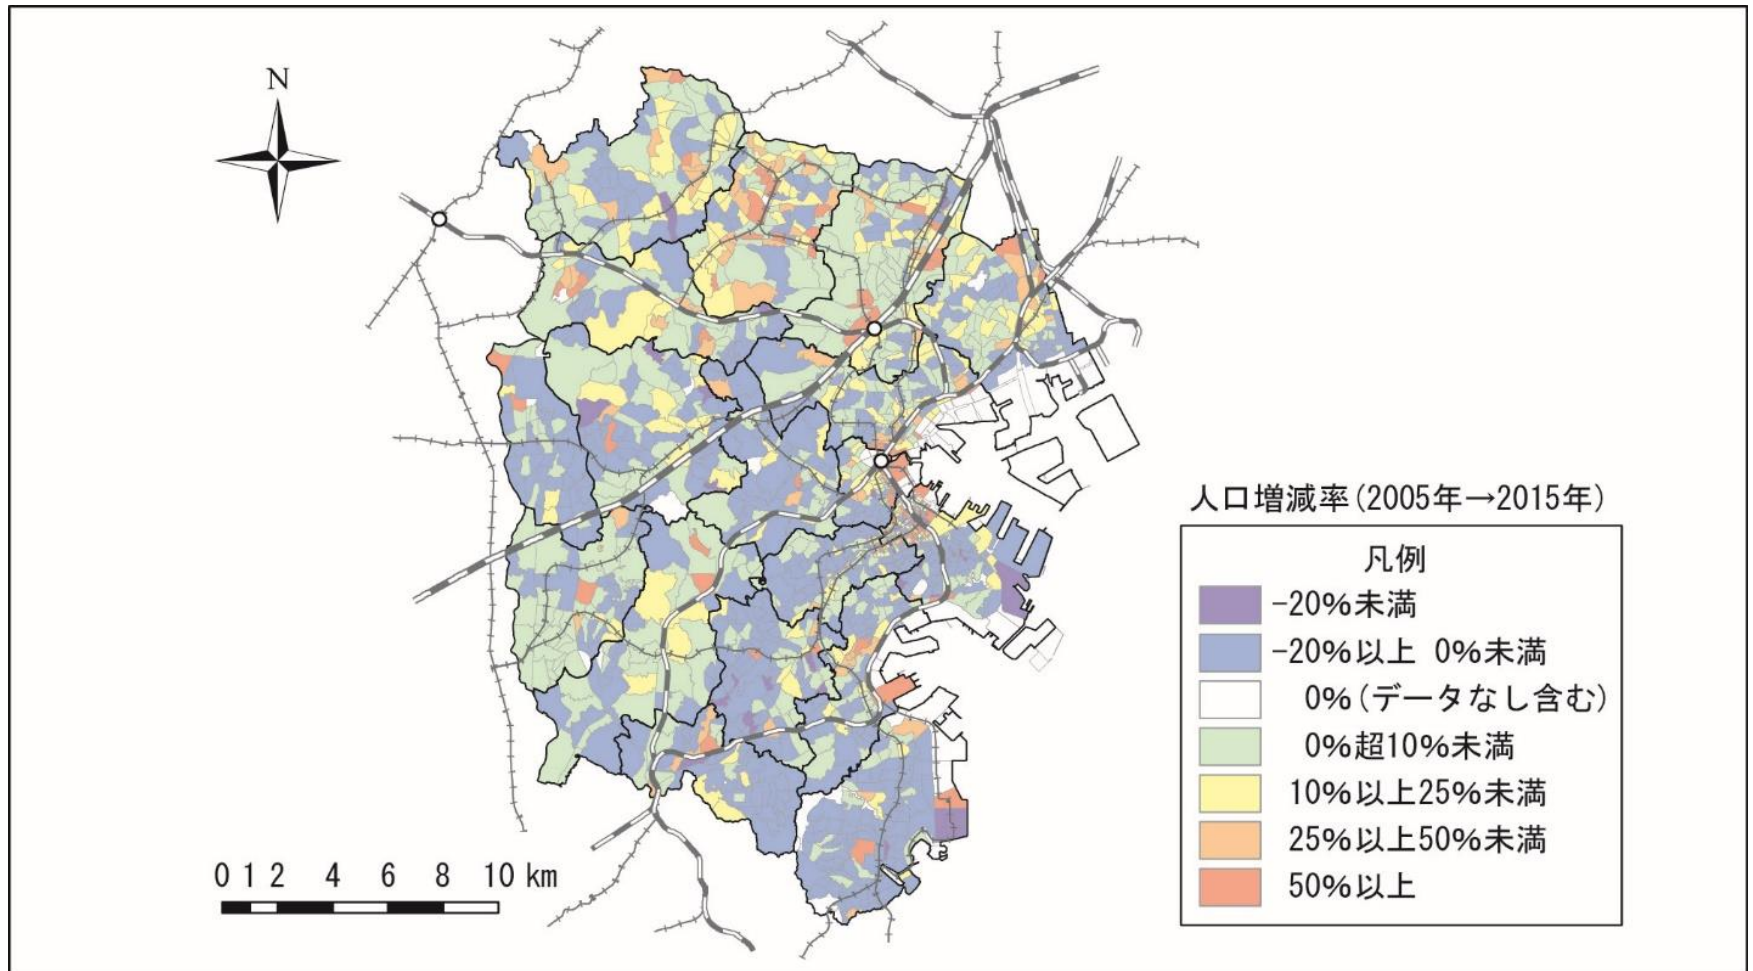 N
人口増減率(2005年→2015年)
凡例
-20%未満
-20%以上 0%未満
0%(データなし含む)
0%超10%未満
10%以上25%未満
25%以上50%未満
50%以上
0 1 2 4 6 8 10 km